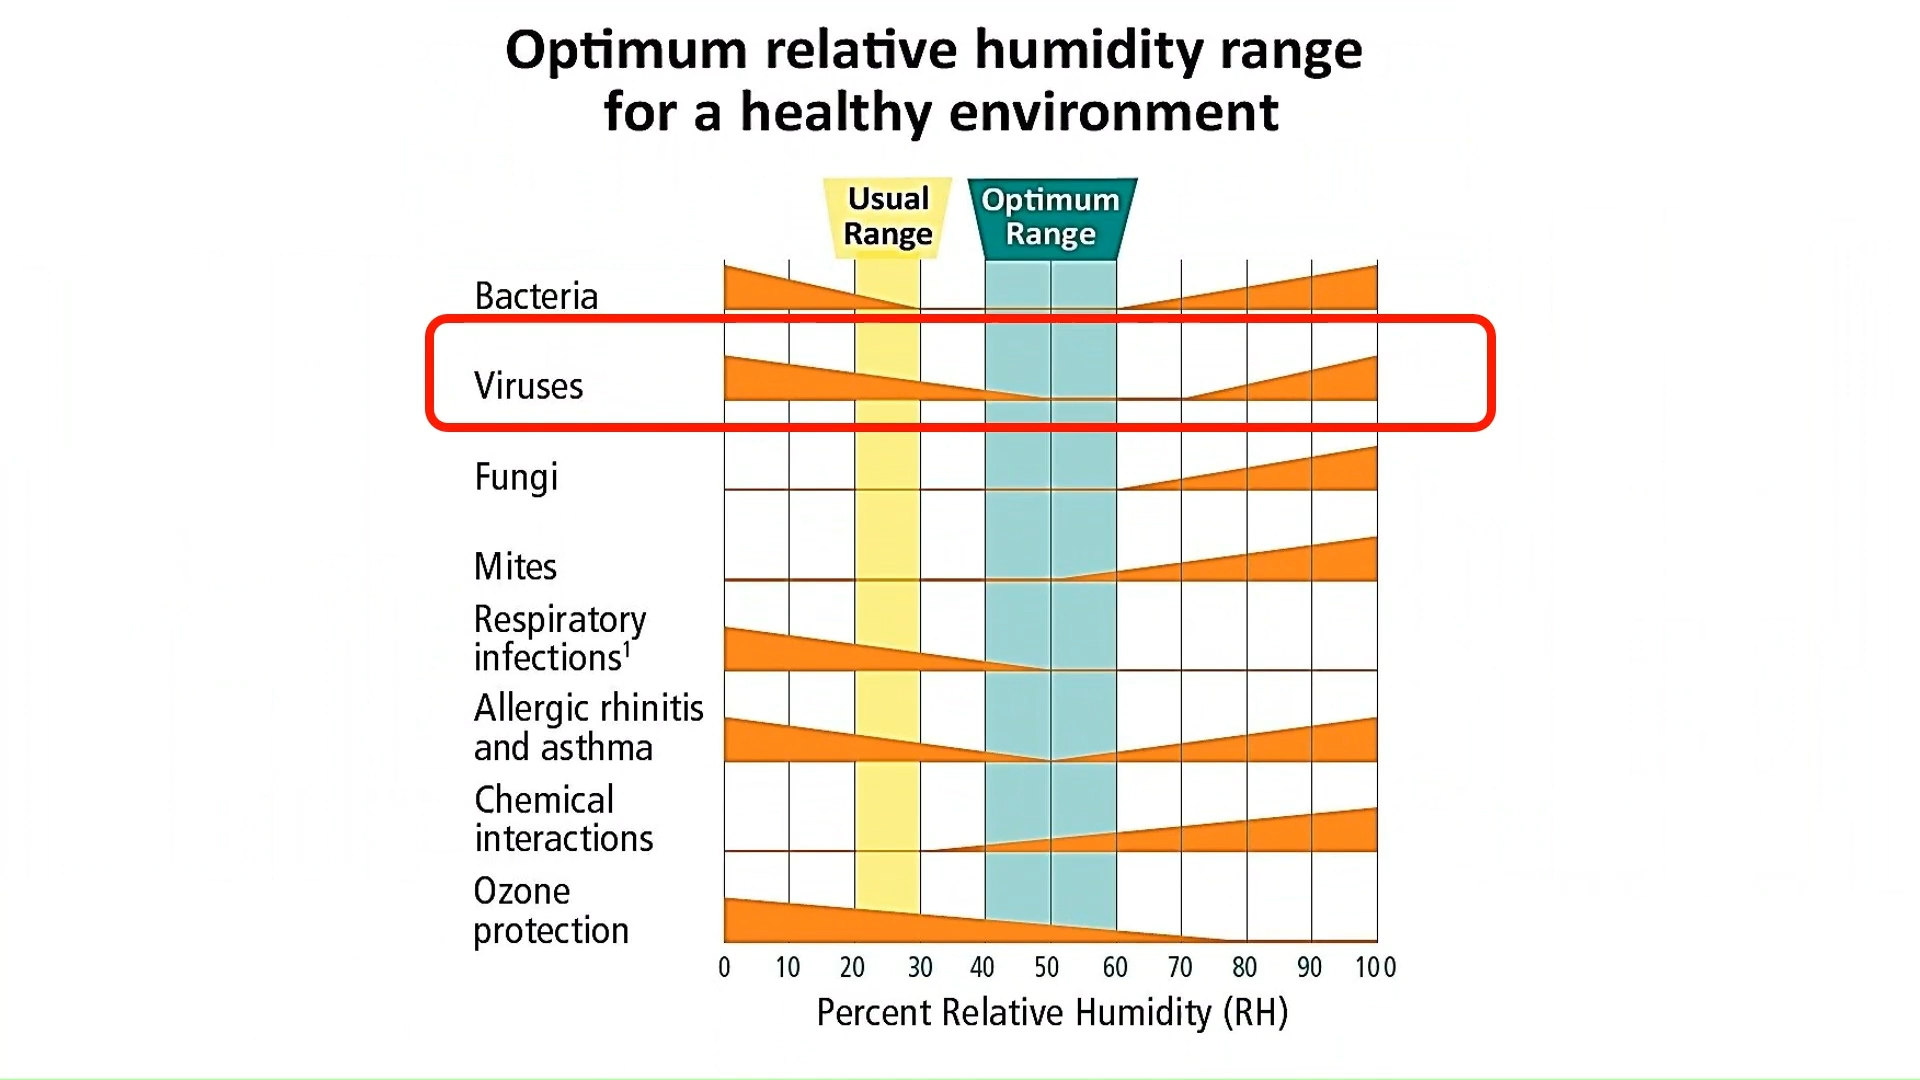 Optimum relative humidity range
for a healthy environment
Usual
Range
Optimum
Range
Bacteria
Viruses
Fungi
Mites
Respiratory
infections¹
Allergic rhinitis
and asthma
Chemical
interactions
Ozone
protection
0 10 20 30 40 50 60 70 80 90 100
Percent Relative Humidity (RH)